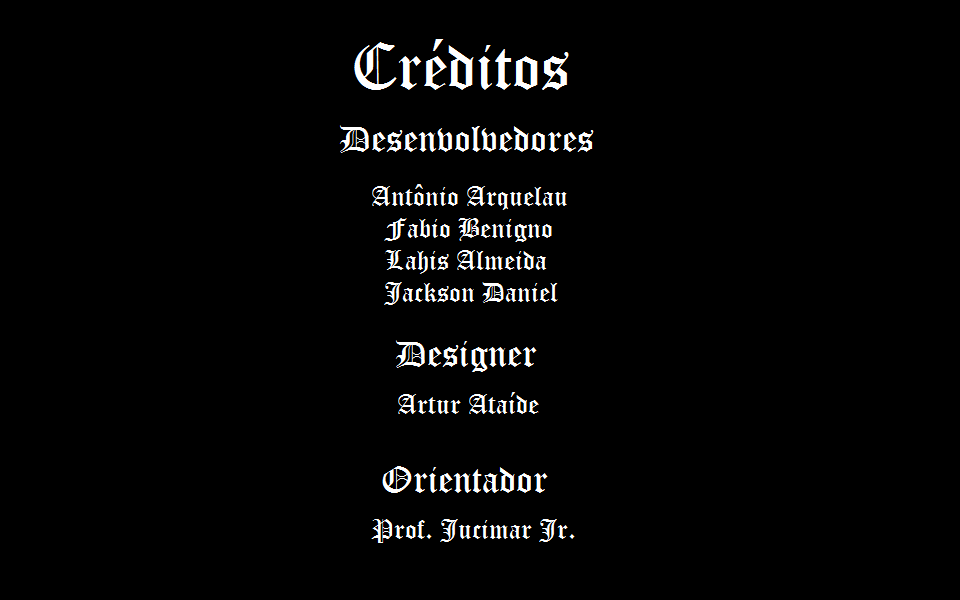 Créditos
Desenvolvedores
Antônio Arquelau
Fabio Benigno
Lahis Almeida
Jackson Daniel
Designer
Artur Ataíde
Orientador
Prof. Jucimar Jr.